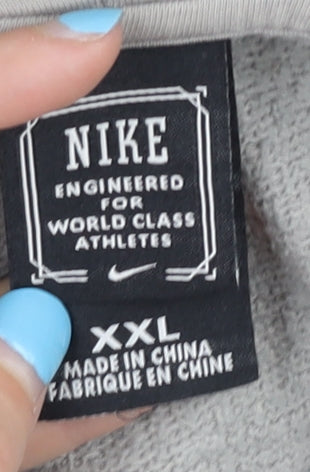 NIKE
ENGINEERED
FOR
WORLD CLASS
ATHLETES
XXL
MADE IN CHINA
FABRIQUE EN CHINE